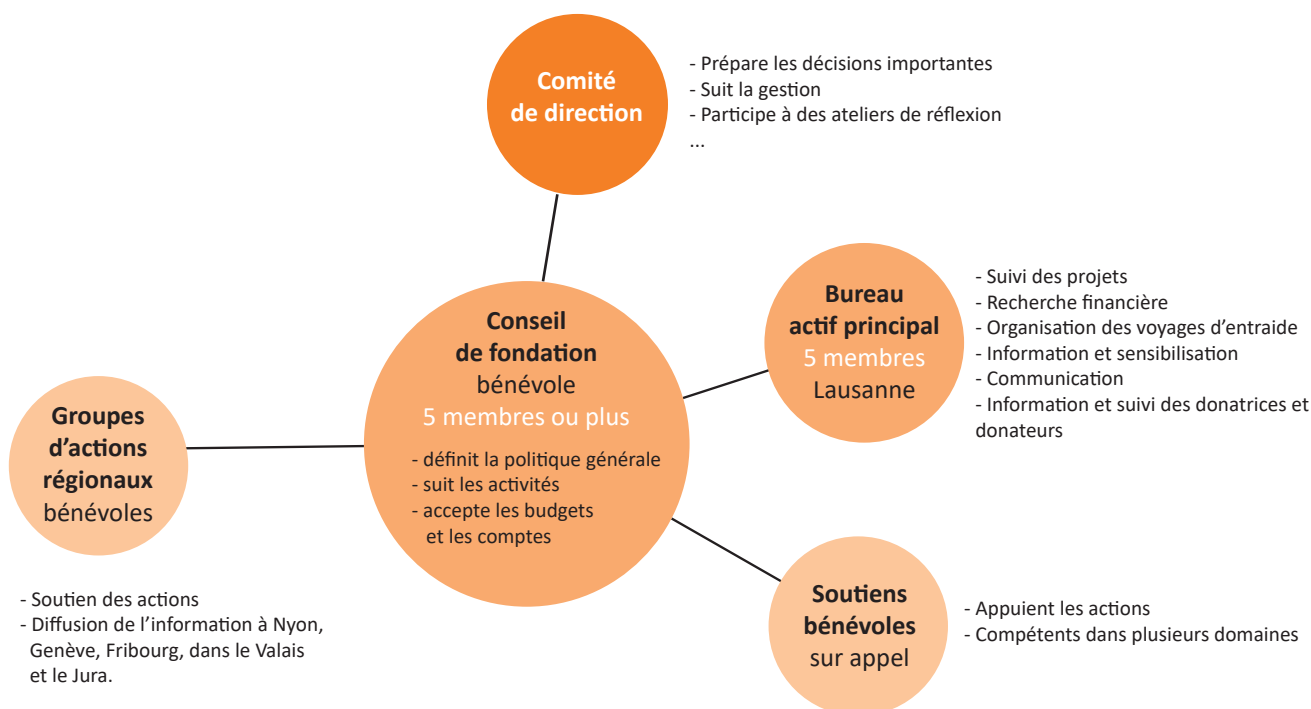 Comité
de direction
- Prépare les décisions importantes
- Suit la gestion
- Participe à des ateliers de réflexion
...
Conseil
de fondation
bénévole
5 membres ou plus
- définit la politique générale
- suit les activités
- accepte les budgets
et les comptes
Bureau
actif principal
5 membres
Lausanne
- Suivi des projets
- Recherche financière
- Organisation des voyages d’entraide
- Information et sensibilisation
- Communication
- Information et suivi des donatrices et
donateurs
Groupes
d’actions
régionaux
bénévoles
- Soutien des actions
- Diffusion de l’information à Nyon,
Genève, Fribourg, dans le Valais
et le Jura.
Soutiens
bénévoles
sur appel
- Appuient les actions
- Compétents dans plusieurs domaines